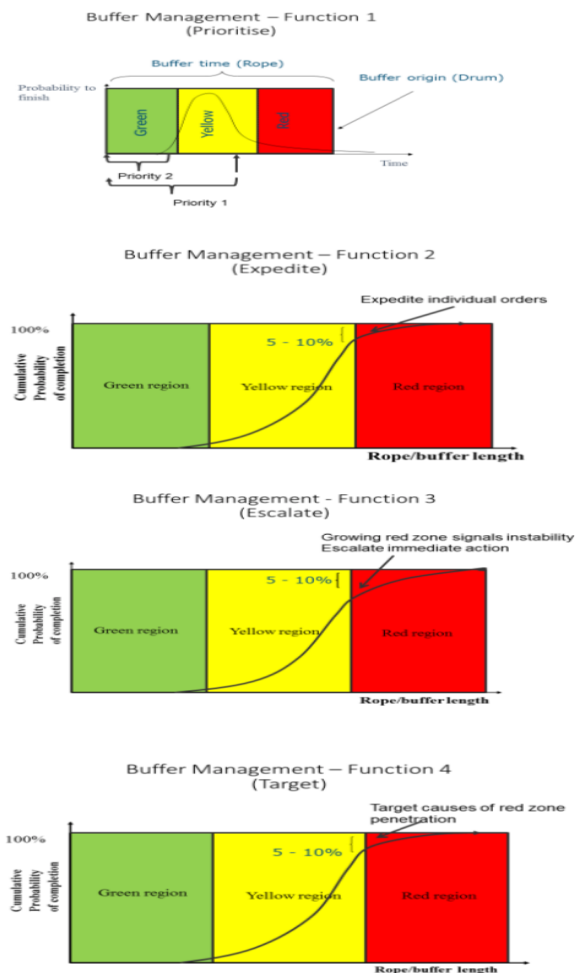 Buffer Management – Function 1
(Prioritise)
Buffer time (Rope)
Probability to
finish
Buffer origin (Drum)
Green
Yellow
Red
Time
Priority 2
Priority 1
Buffer Management – Function 2
(Expedite)
Expedite individual orders
100%
5 - 10%
Cumulative
Probability
of completion
Green region
Yellow region
Red region
Rope/buffer length
Buffer Management - Function 3
(Escalate)
Growing red zone signals instability
Escalate immediate action
100%
5 - 10%
Cumulative
Probability
of completion
Green region
Yellow region
Red region
Rope/buffer length
Buffer Management – Function 4
(Target)
Target causes of red zone
penetration
100%
5 - 10%
Cumulative
Probability
of completion
Green region
Yellow region
Red region
Rope/buffer length